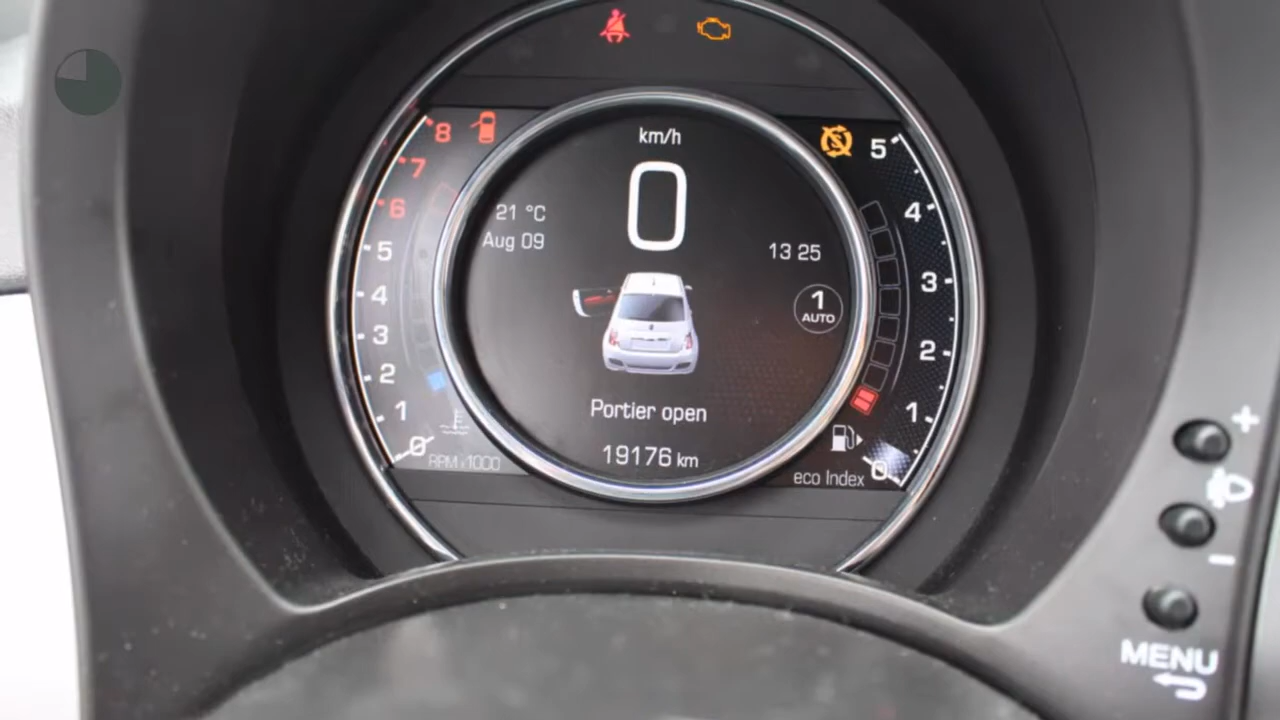 km/h
0
21 °C
Aug 09
13 25
1
AUTO
Portier open
19176 km
8
7
6
5
4
3
2
1
0
RPM x1000
5
4
3
2
1
0
eco Index
+
-
MENU